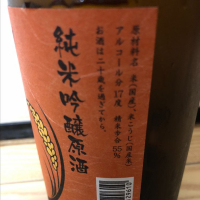 原材料名 米(国産)、米こうじ(国産米)
アルコール分17度 精米歩合55%
純米吟醸原酒
お酒は二十歳を過ぎてから。